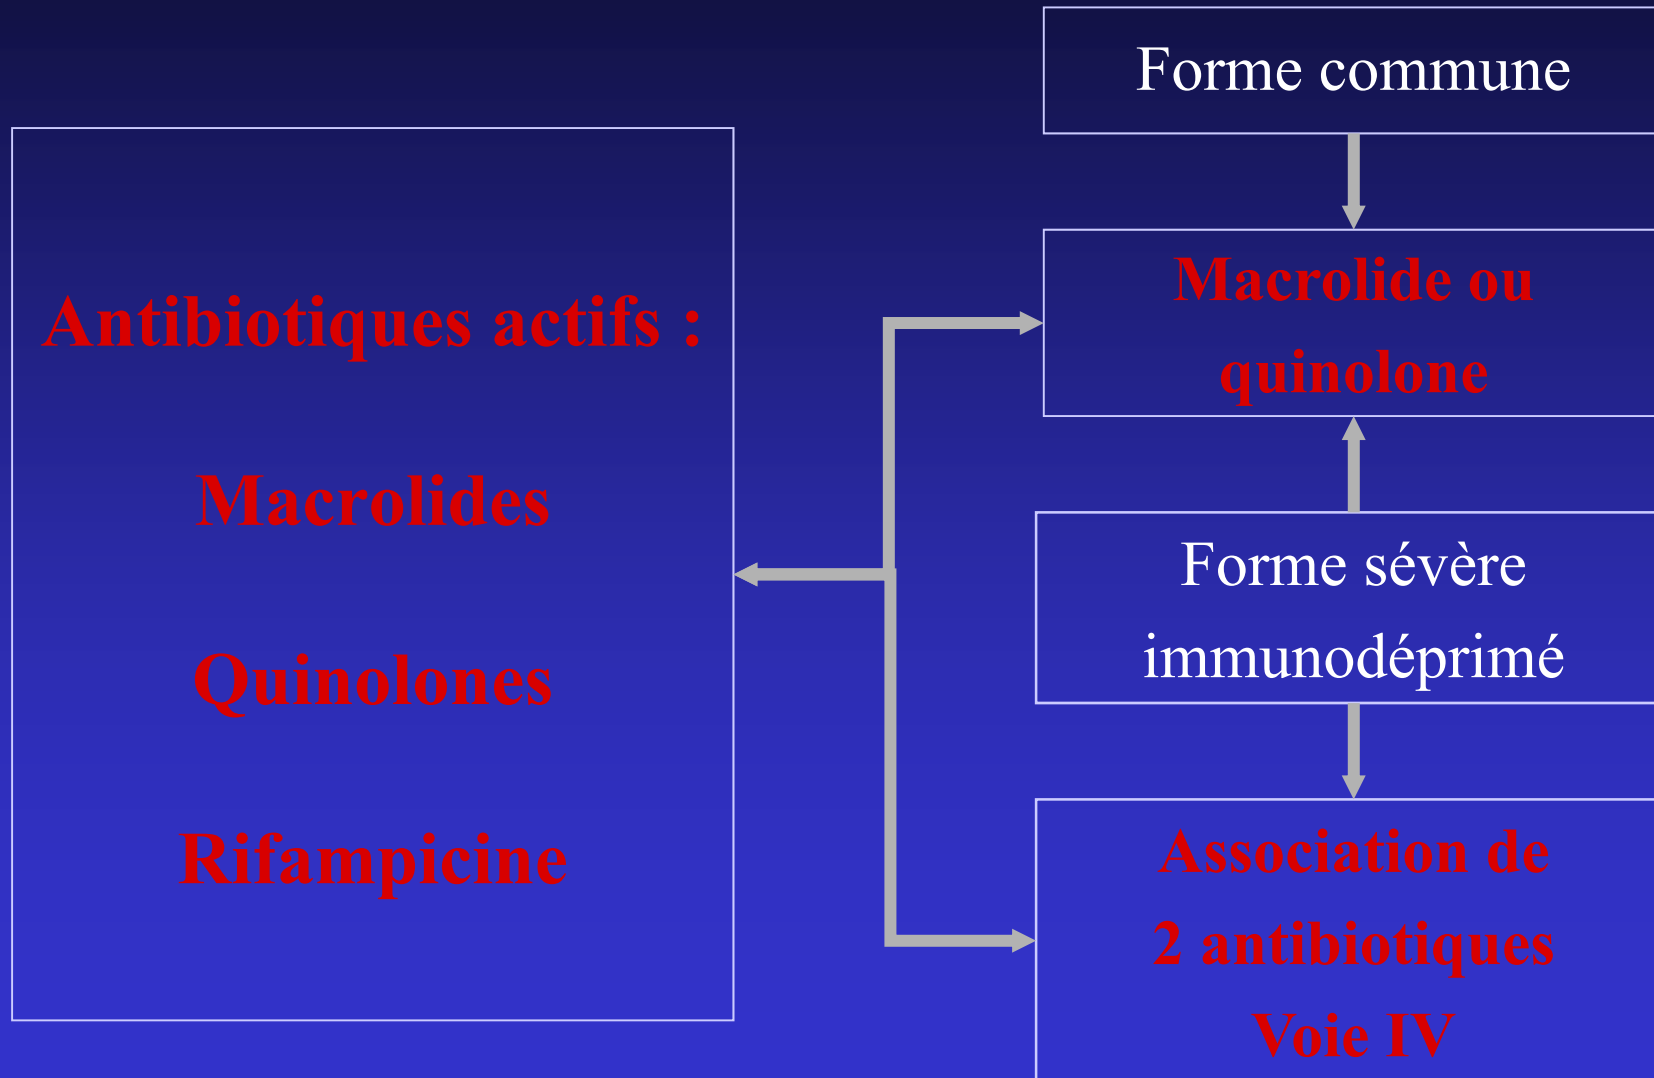 Antibiotiques actifs :
Macrolides
Quinolones
Rifampicine
Forme commune
Macrolide ou
quinolone
Forme sévère
immunodéprimé
Association de
2 antibiotiques
Voie IV